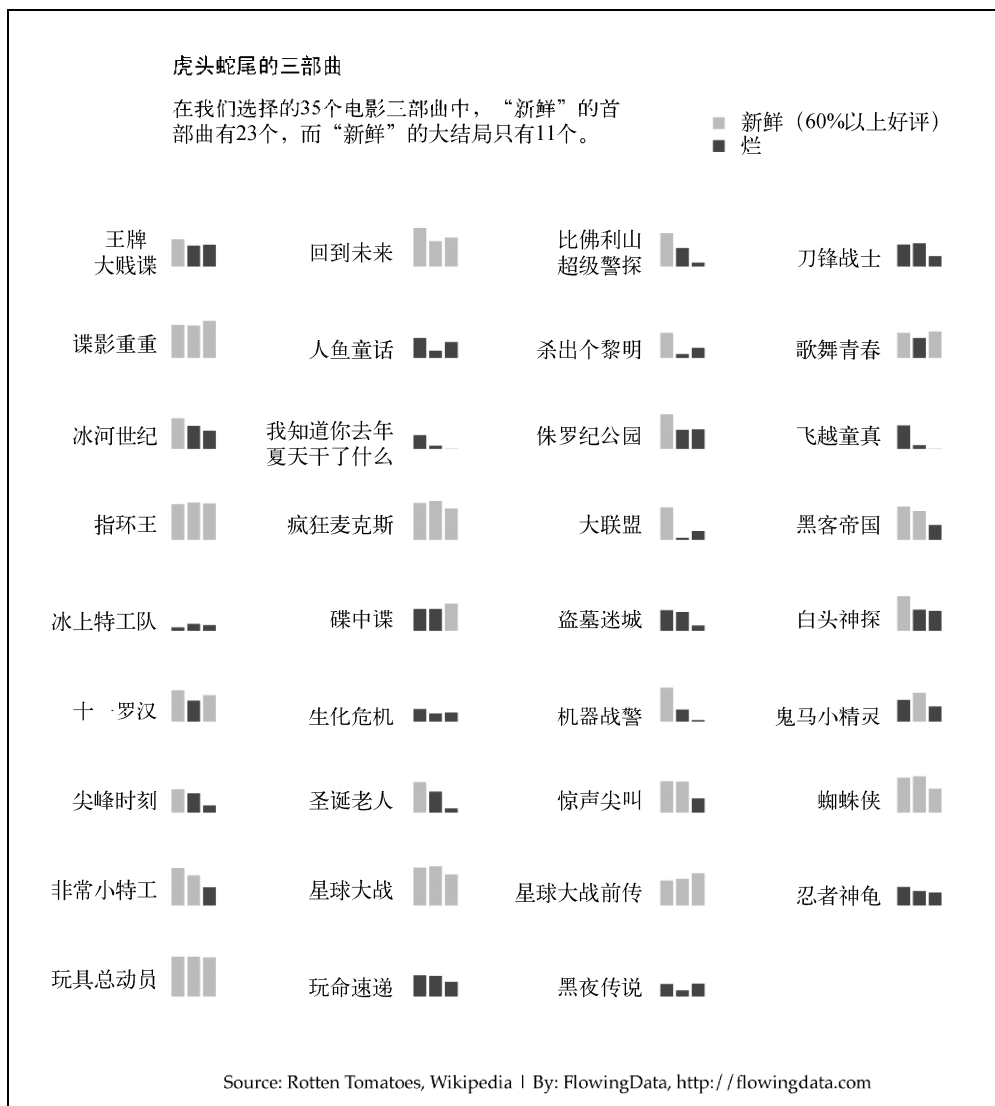 虎头蛇尾的三部曲
在我们选择的35个电影三部曲中，“新鲜”的首
部曲有23个，而“新鲜”的大结局只有11个。
新鲜（60%以上好评）
烂
王牌
大贱谍
回到未来
比佛利山
超级警探
刀锋战士
谍影重重
人鱼童话
杀出个黎明
歌舞青春
冰河世纪
我知道你去年
夏天干了什么
侏罗纪公园
飞越童真
指环王
疯狂麦克斯
大联盟
黑客帝国
冰上特工队
碟中谍
盗墓迷城
白头神探
十一罗汉
生化危机
机器战警
鬼马小精灵
尖峰时刻
圣诞老人
惊声尖叫
蜘蛛侠
非常小特工
星球大战
星球大战前传
忍者神龟
玩具总动员
玩命速递
黑夜传说
Source: Rotten Tomatoes, Wikipedia | By: FlowingData, http://flowingdata.com